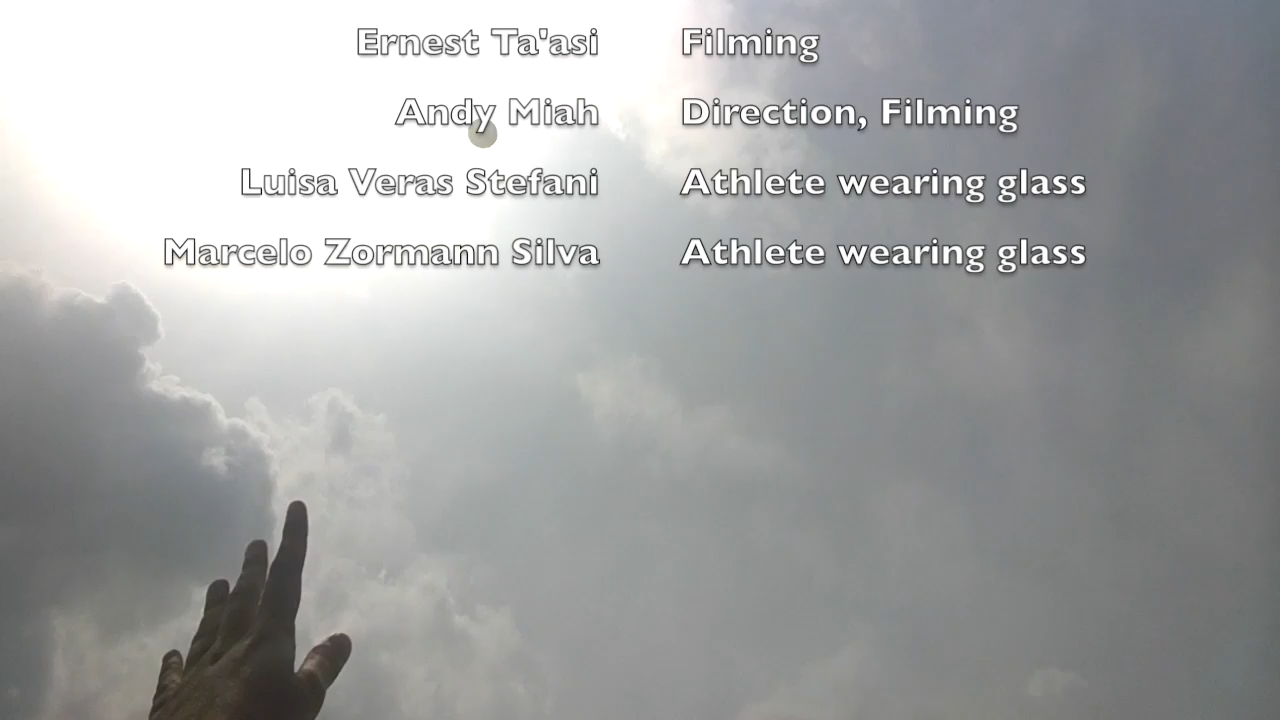 Ernest Ta'asi Filming
Andy Miah Direction, Filming
Luisa Veras Stefani Athlete wearing glass
Marcelo Zormann Silva Athlete wearing glass